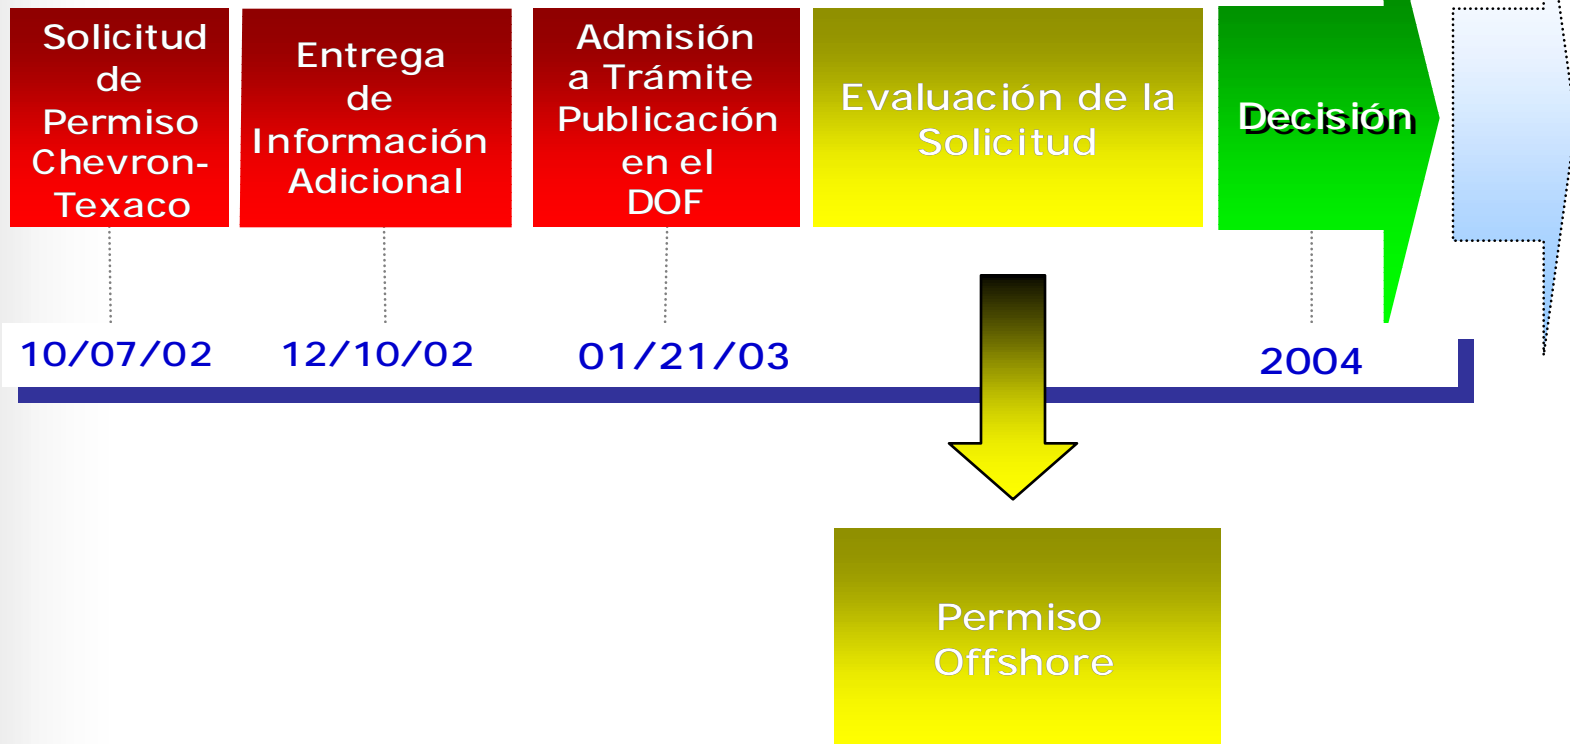 Solicitud
de
Permiso
Chevron-
Texaco
Entrega
de
Información
Adicional
Admisión
a Trámite
Publicación
en el
DOF
Evaluación de la
Solicitud
Decisión
10/07/02
12/10/02
01/21/03
2004
Permiso
Offshore